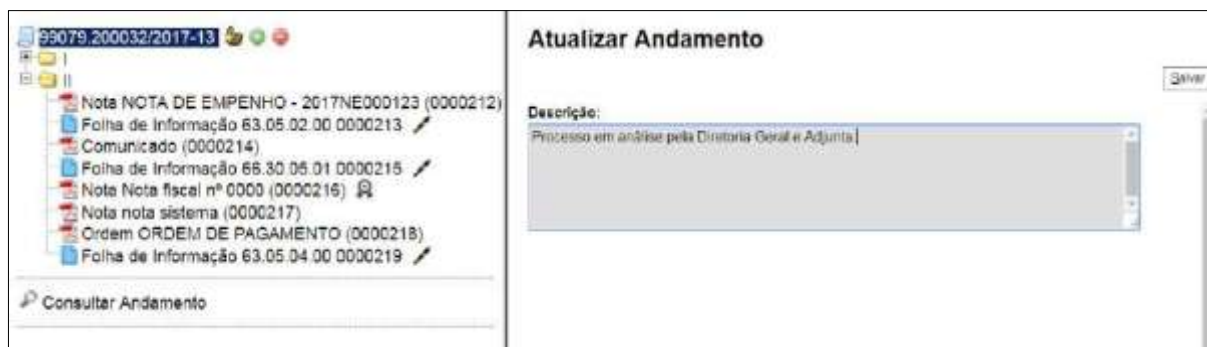 99079.200032/2017-13
I
II
Nota NOTA DE EMPENHO - 2017NE000123 (0000212)
Folha de Informação 63.05.02.00 0000213
Comunicado (0000214)
Folha de Informação 66.30.05.01 0000215
Nota Nota fiscal nº 0000 (0000216)
Nota nota sistema (0000217)
Ordem ORDEM DE PAGAMENTO (0000218)
Folha de Informação 63.05.04.00 0000219
Consultar Andamento
Atualizar Andamento
Salvar
Descrição:
Processo em análise pela Diretoria Geral e Adjunta.